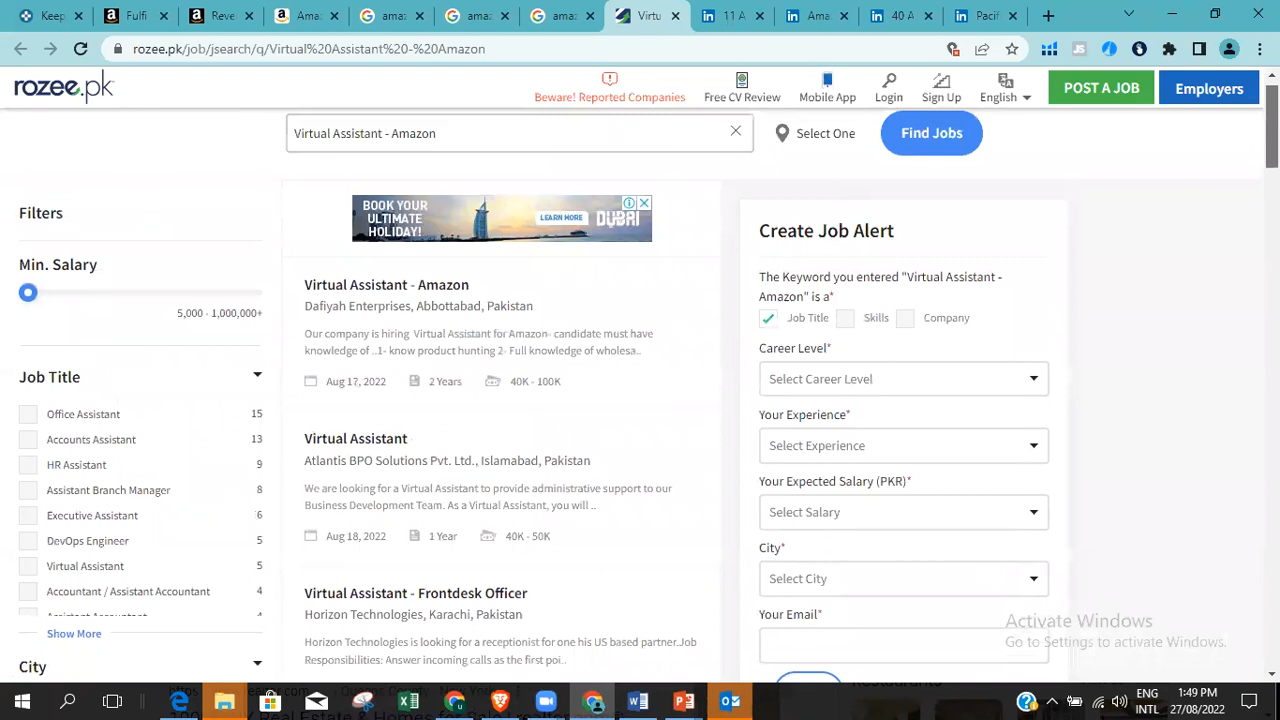 Keep
Fulfi
Reve
Ama
amaz
amaz
amaz
Virtu
11 A
Ama
40 A
Pacif
rozee.pk/job/jsearch/q/Virtual%20Assistant%20-%20Amazon
rozee.pk
Beware! Reported Companies
Free CV Review
Mobile App
Login
Sign Up
English
POST A JOB
Employers
Virtual Assistant - Amazon
Select One
Find Jobs
Filters
Min. Salary
5,000 - 1,000,000+
Job Title
Office Assistant 15
Accounts Assistant 13
HR Assistant 9
Assistant Branch Manager 8
Executive Assistant 6
DevOps Engineer 5
Virtual Assistant 5
Accountant / Assistant Accountant 4
Show More
City
BOOK YOUR
ULTIMATE
HOLIDAY!
LEARN MORE
DUBAI
Virtual Assistant - Amazon
Dafiyah Enterprises, Abbottabad, Pakistan
Our company is hiring Virtual Assistant for Amazon- candidate must have
knowledge of ..1- know product hunting 2- Full knowledge of wholesa..
Aug 17, 2022 2 Years 40K - 100K
Virtual Assistant
Atlantis BPO Solutions Pvt. Ltd., Islamabad, Pakistan
We are looking for a Virtual Assistant to provide administrative support to our
Business Development Team. As a Virtual Assistant, you will ..
Aug 18, 2022 1 Year 40K - 50K
Virtual Assistant - Frontdesk Officer
Horizon Technologies, Karachi, Pakistan
Horizon Technologies is looking for a receptionist for one his US based partner.Job
Responsibilities: Answer incoming calls as the first poi..
Create Job Alert
The Keyword you entered "Virtual Assistant -
Amazon" is a*
Job Title Skills Company
Career Level*
Select Career Level
Your Experience*
Select Experience
Your Expected Salary (PKR)*
Select Salary
City*
Select City
Your Email*
Activate Windows
Go to Settings to activate Windows.
ENG
INTL
1:49 PM
27/08/2022